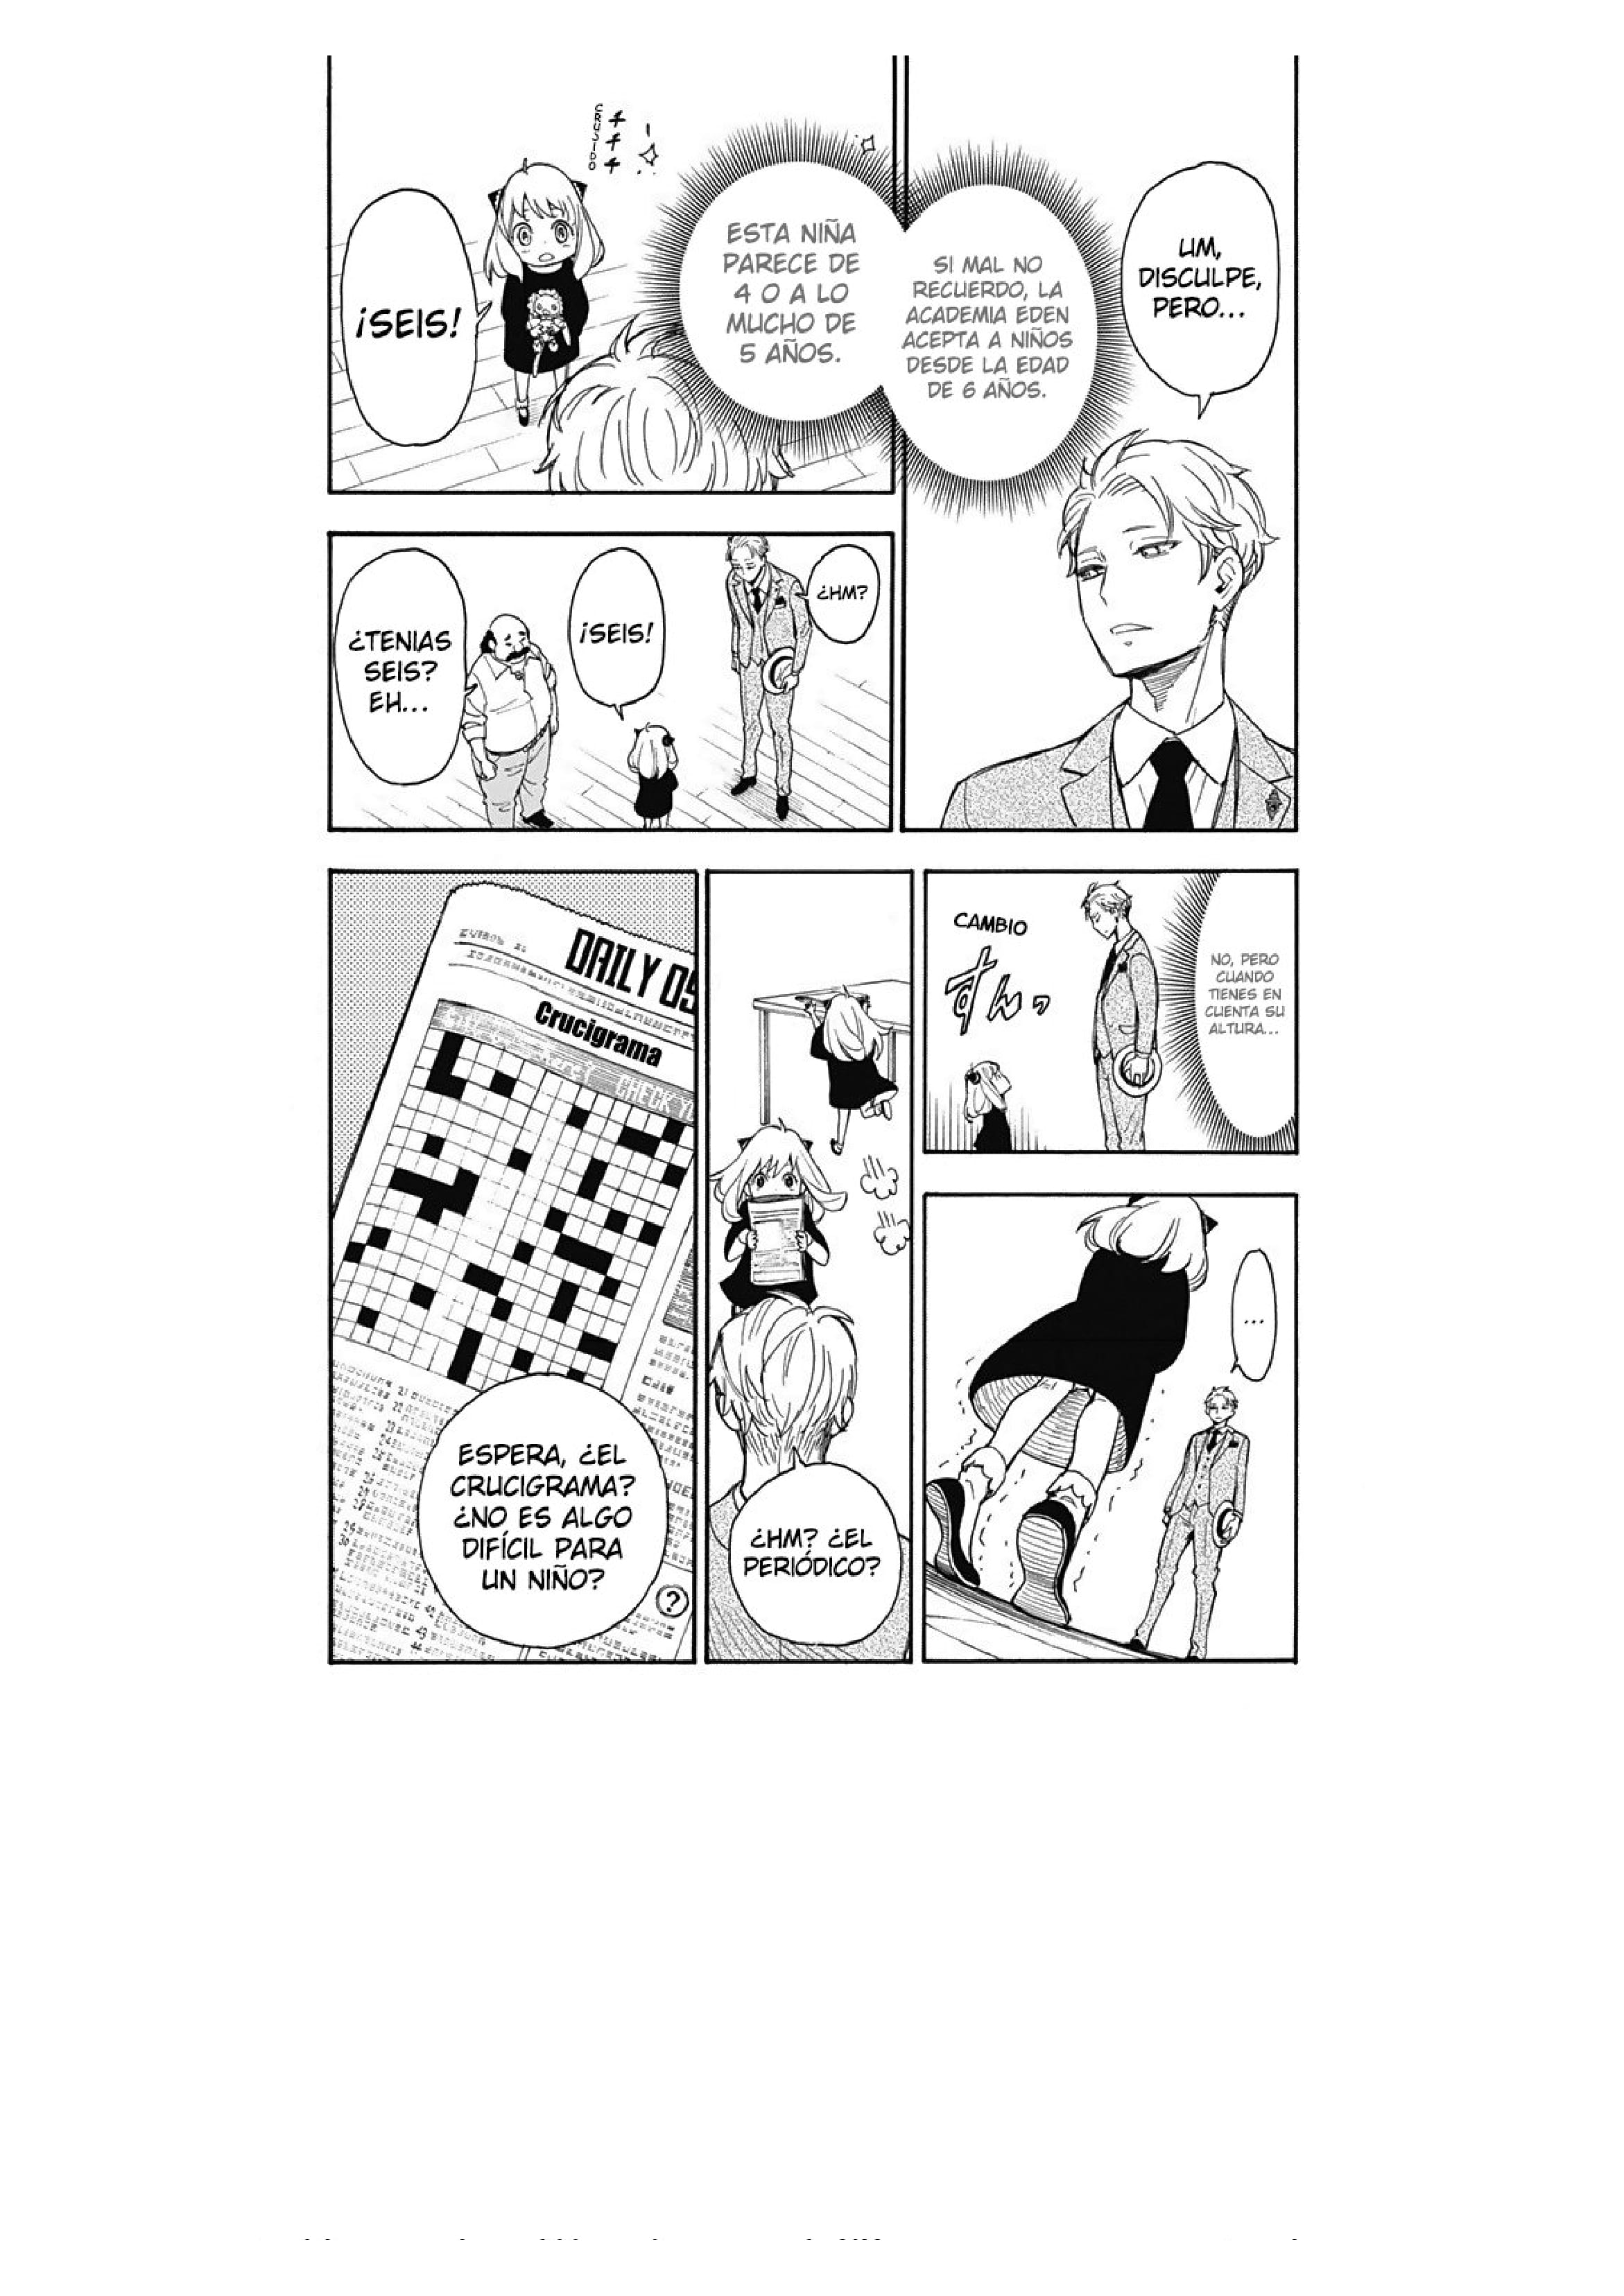 UM,
DISCULPE,
PERO...
SI MAL NO
RECUERDO, LA
ACADEMIA EDEN
ACEPTA A NIÑOS
DESDE LA EDAD
DE 6 AÑOS.
ESTA NIÑA
PARECE DE
4 O A LO
MUCHO DE
5 AÑOS.
CRUJIDO
チチチ
¡SEIS!
¿HM?
¡SEIS!
¿TENIAS
SEIS?
EH...
NO, PERO
CUANDO
TIENES EN
CUENTA SU
ALTURA...
CAMBIO
...
¿HM? ¿EL
PERIÓDICO?
DAILY OS
Crucigrama
CHECK
ESPERA, ¿EL
CRUCIGRAMA?
¿NO ES ALGO
DIFÍCIL PARA
UN NIÑO?
?